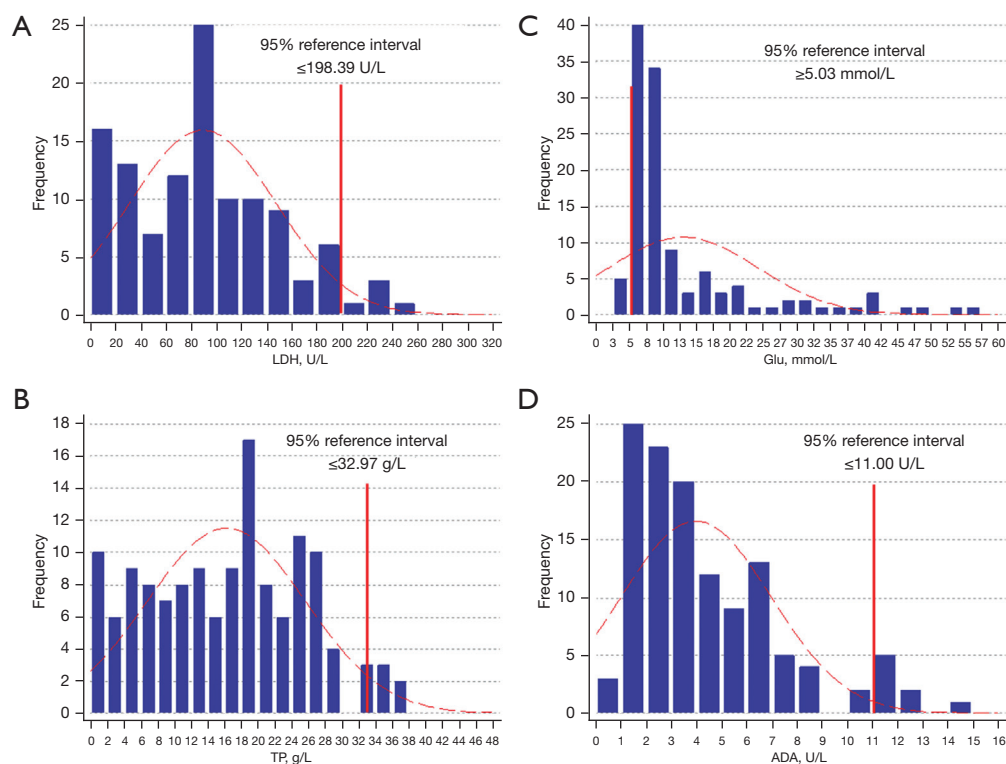 A
95% reference interval
≤198.39 U/L
Frequency
25
20
15
10
5
0
0 20 40 60 80 100 120 140 160 180 200 220 240 260 280 300 320
LDH, U/L
C
95% reference interval
≥5.03 mmol/L
Frequency
40
35
30
25
20
15
10
5
0
0 3 5 8 10 13 15 18 20 22 25 27 29 32 35 37 40 42 45 47 50 52 55 57 60
Glu, mmol/L
B
95% reference interval
≤32.97 g/L
Frequency
18
16
14
12
10
8
6
4
2
0
0 2 4 6 8 10 12 14 16 18 20 22 24 26 28 30 32 34 36 38 40 42 44 46 48
TP, g/L
D
95% reference interval
≤11.00 U/L
Frequency
25
20
15
10
5
0
0 1 2 3 4 5 6 7 8 9 10 11 12 13 14 15 16
ADA, U/L